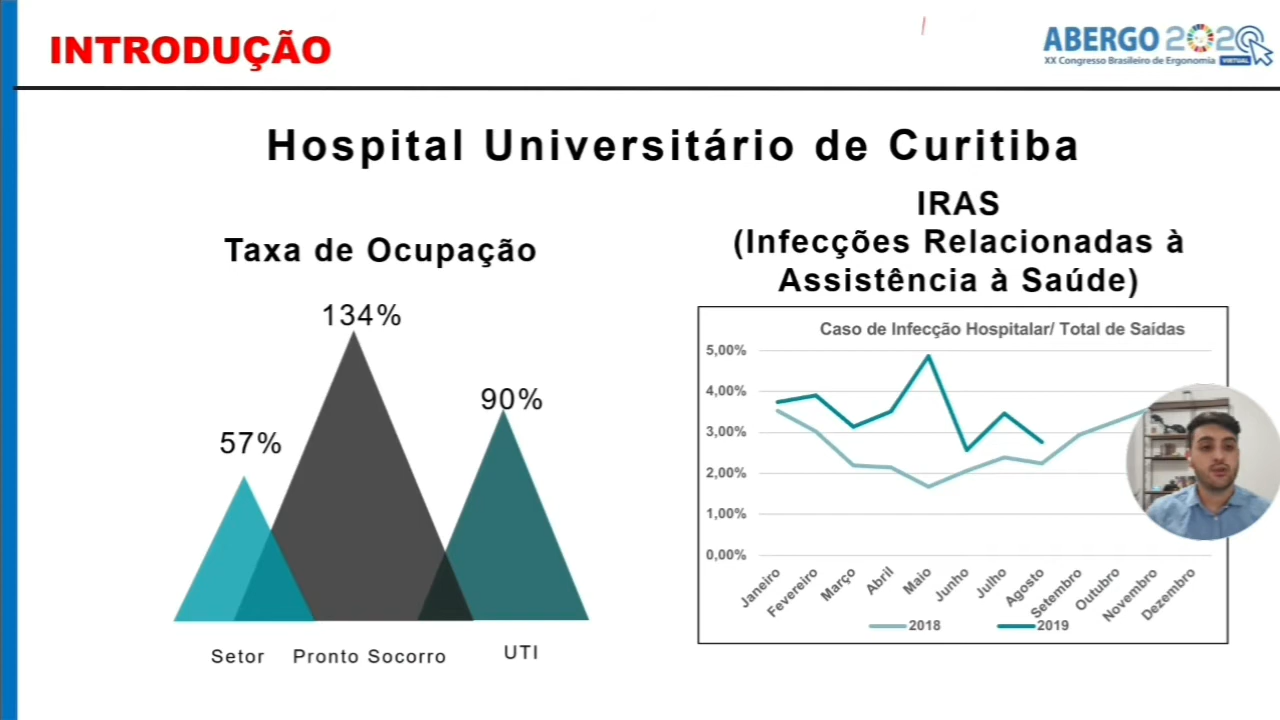 INTRODUÇÃO
ABERGO 2020
XX Congresso Brasileiro de Ergonomia VIRTUAL
Hospital Universitário de Curitiba
Taxa de Ocupação
134%
90%
57%
Setor Pronto Socorro UTI
IRAS
(Infecções Relacionadas à
Assistência à Saúde)
Caso de Infecção Hospitalar/ Total de Saídas
5,00%
4,00%
3,00%
2,00%
1,00%
0,00%
Janeiro
Fevereiro
Março
Abril
Maio
Junho
Julho
Agosto
Setembro
Outubro
Novembro
Dezembro
2018 2019